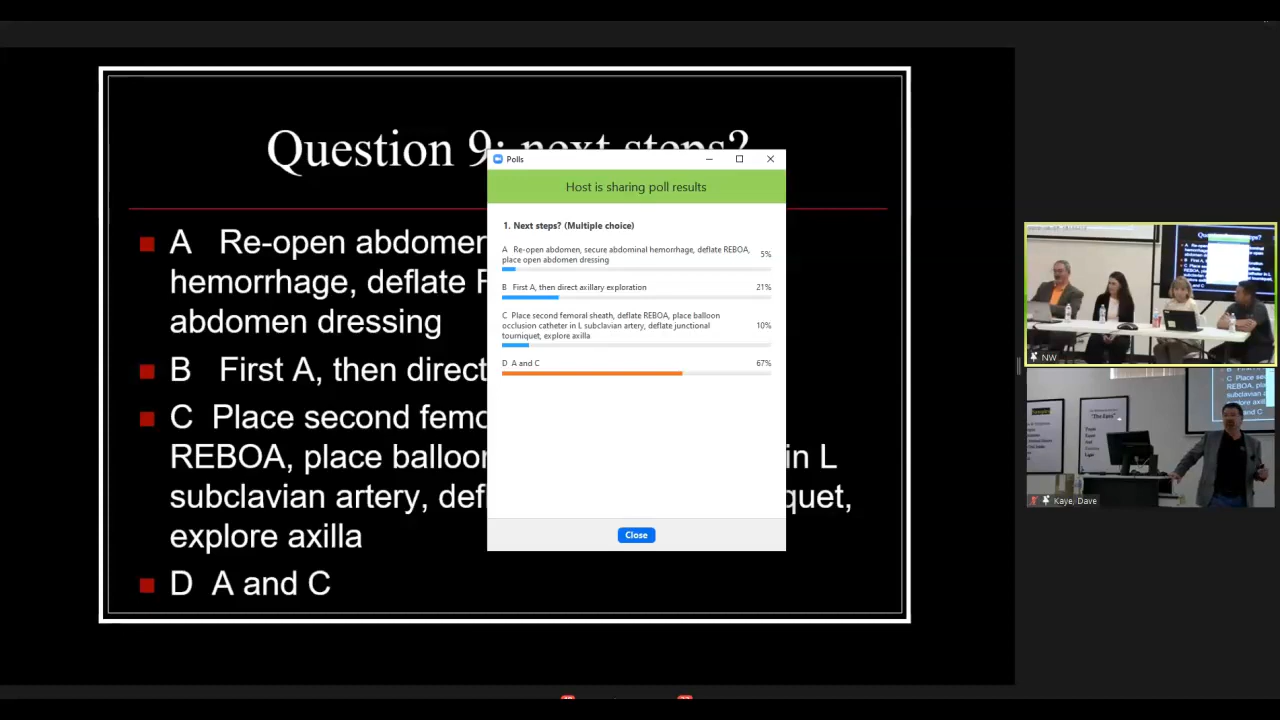 Question 9: next steps?
A Re-open abdomen
hemorrhage, deflate R
abdomen dressing
B First A, then direct
C Place second femo
REBOA, place balloon in L
subclavian artery, defl quet,
explore axilla
D A and C
Polls
Host is sharing poll results
1. Next steps? (Multiple choice)
A Re-open abdomen, secure abdominal hemorrhage, deflate REBOA,
place open abdomen dressing
5%
B First A, then direct axillary exploration
21%
C Place second femoral sheath, deflate REBOA, place balloon
occlusion catheter in L subclavian artery, deflate junctional
tourniquet, explore axilla
10%
D A and C
67%
Close
NW
"The Eyes"
Kaye, Dave